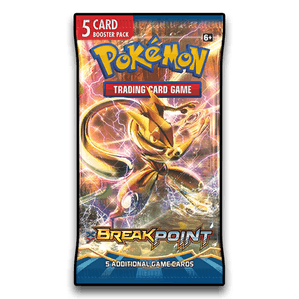 5 CARD
BOOSTER PACK
6+
POKéMON
TRADING CARD GAME
BREAKPOINT
5 ADDITIONAL GAME CARDS